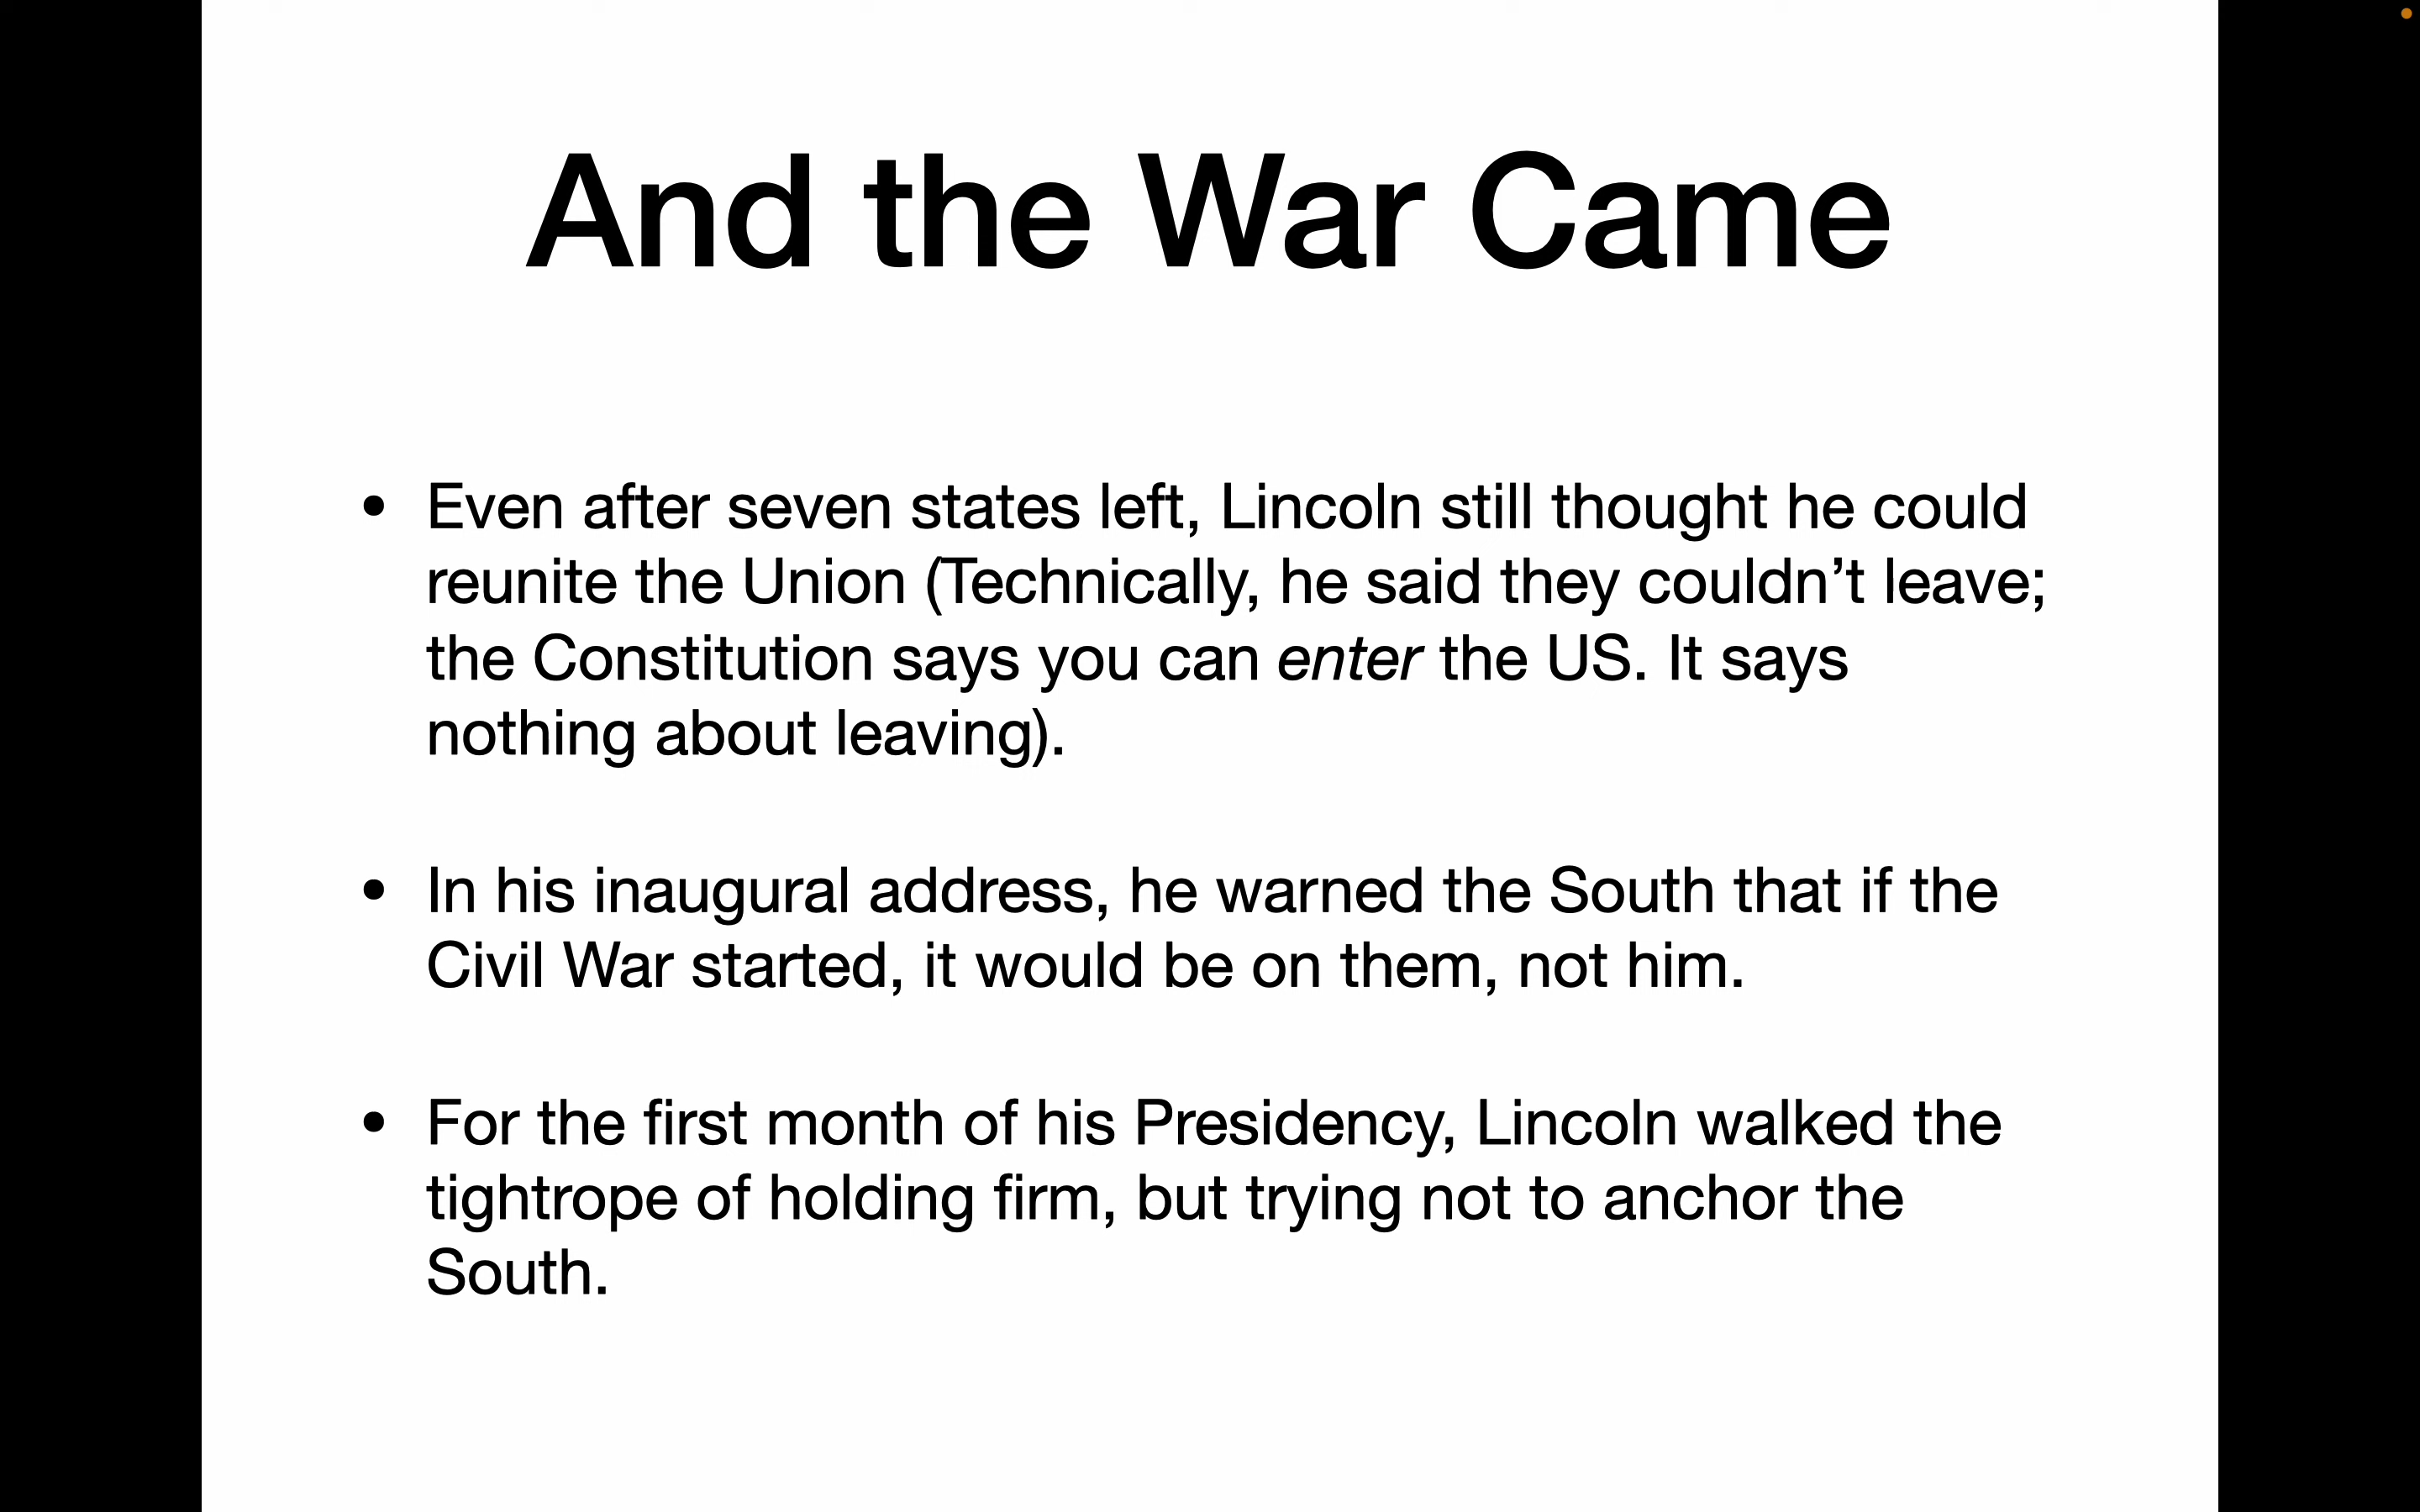 And the War Came
• Even after seven states left, Lincoln still thought he could
reunite the Union (Technically, he said they couldn’t leave;
the Constitution says you can enter the US. It says
nothing about leaving).
• In his inaugural address, he warned the South that if the
Civil War started, it would be on them, not him.
• For the first month of his Presidency, Lincoln walked the
tightrope of holding firm, but trying not to anchor the
South.